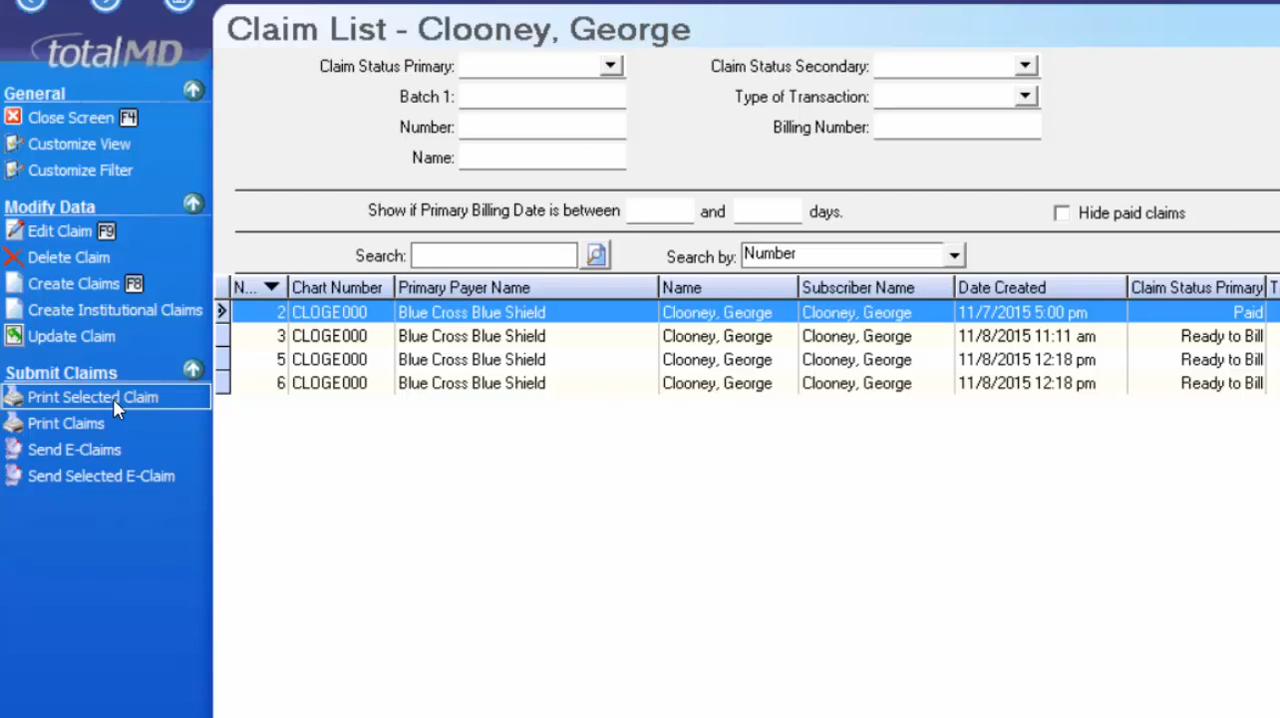 Claim List - Clooney, George
totalMD
Claim Status Primary:
Claim Status Secondary:
Batch 1:
Type of Transaction:
Number:
Billing Number:
Name:
Show if Primary Billing Date is between and days.
Hide paid claims
Search:
Search by: Number
General
Close Screen F4
Customize View
Customize Filter
Modify Data
Edit Claim F9
Delete Claim
Create Claims F8
Create Institutional Claims
Update Claim
Submit Claims
Print Selected Claim
Print Claims
Send E-Claims
Send Selected E-Claim
N... Chart Number Primary Payer Name Name Subscriber Name Date Created Claim Status Primary T
2 CLOGE000 Blue Cross Blue Shield Clooney, George Clooney, George 11/7/2015 5:00 pm Paid
3 CLOGE000 Blue Cross Blue Shield Clooney, George Clooney, George 11/8/2015 11:11 am Ready to Bill
5 CLOGE000 Blue Cross Blue Shield Clooney, George Clooney, George 11/8/2015 12:18 pm Ready to Bill
6 CLOGE000 Blue Cross Blue Shield Clooney, George Clooney, George 11/8/2015 12:18 pm Ready to Bill